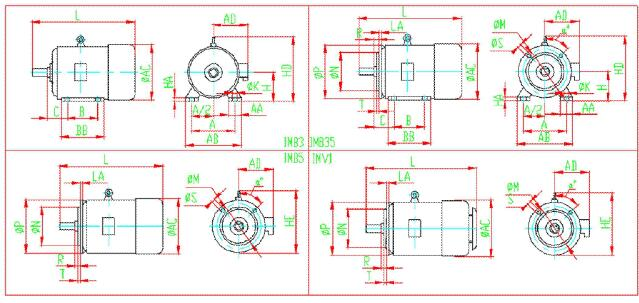 L
AD
ØAC
HD
HA
H
ØK
C
B
BB
A/2
A
AA
AB
L
R
LA
ØP
ØN
T
ØAC
C
B
BB
ØM
ØS
AD
α°
HD
ØK
H
HA
A/2
AA
A
AB
IMB3 IMB35
IMB5 IMV1
L
LA
ØP
ØN
ØAC
R
T
ØM
ØS
AD
α°
HE
L
LA
ØP
ØN
ØAC
R
T
ØM
S
AD
α°
HE